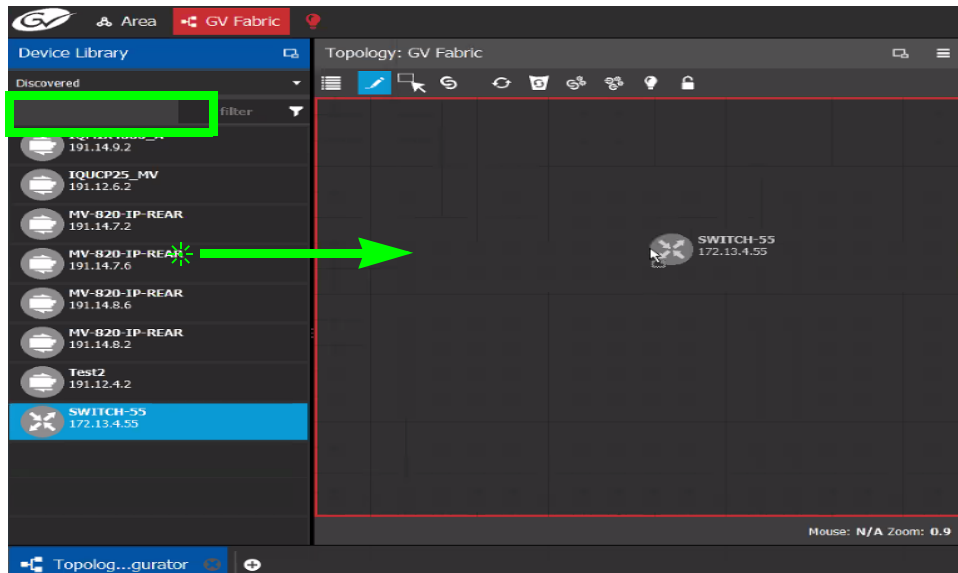 GV Area GV Fabric
Device Library
Topology: GV Fabric
Discovered
filter
191.14.9.2
IQUCP25_MV
191.12.6.2
MV-820-IP-REAR
191.14.7.2
MV-820-IP-REAR
191.14.7.6
MV-820-IP-REAR
191.14.8.6
MV-820-IP-REAR
191.14.8.2
Test2
191.12.4.2
SWITCH-55
172.13.4.55
SWITCH-55
172.13.4.55
Mouse: N/A Zoom: 0.9
Topolog...gurator